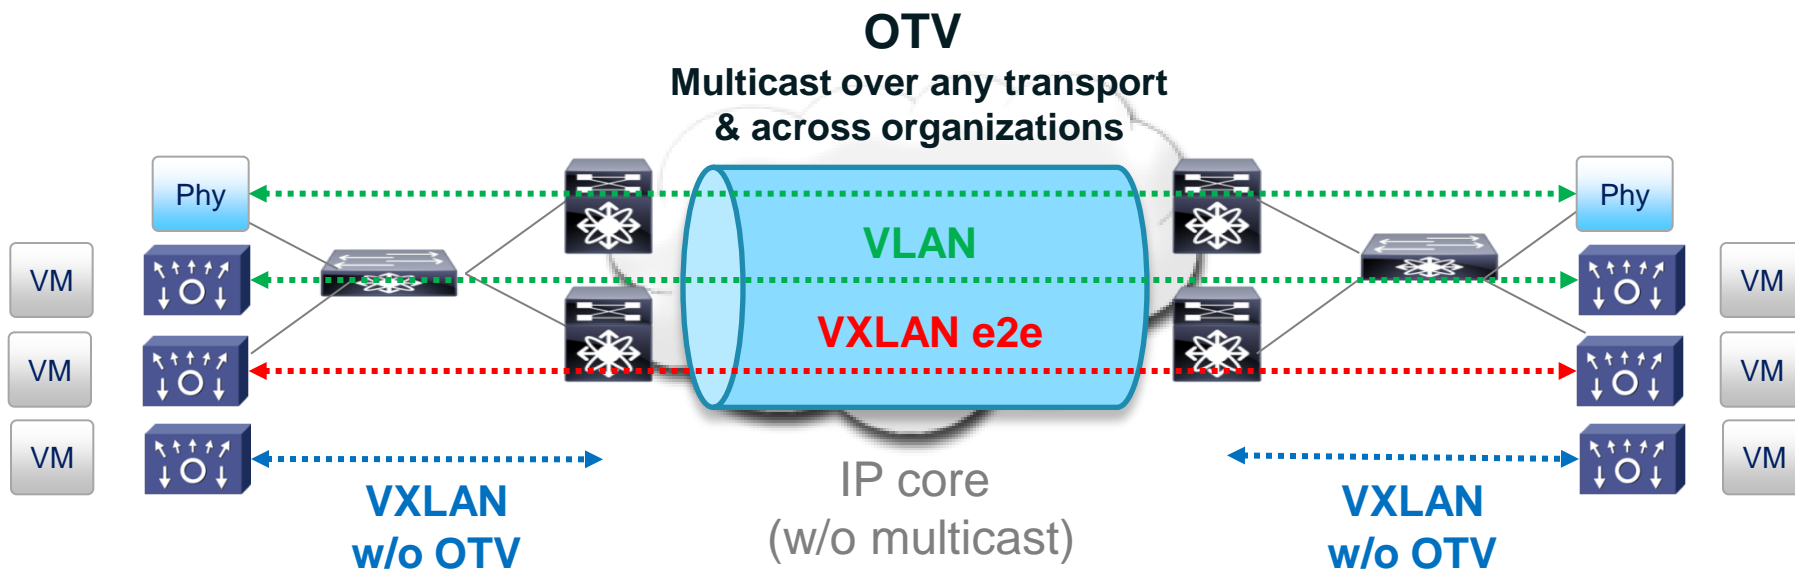 OTV
Multicast over any transport
& across organizations
Phy
Phy
VLAN
VM
VM
VXLAN e2e
VM
VM
VM
VM
IP core
(w/o multicast)
VXLAN
w/o OTV
VXLAN
w/o OTV